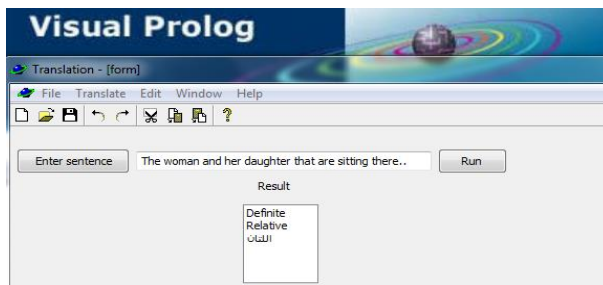 Visual Prolog
Translation - [form]
File Translate Edit Window Help
Enter sentence The woman and her daughter that are sitting there.. Run
Result
Definite
Relative
اللتان